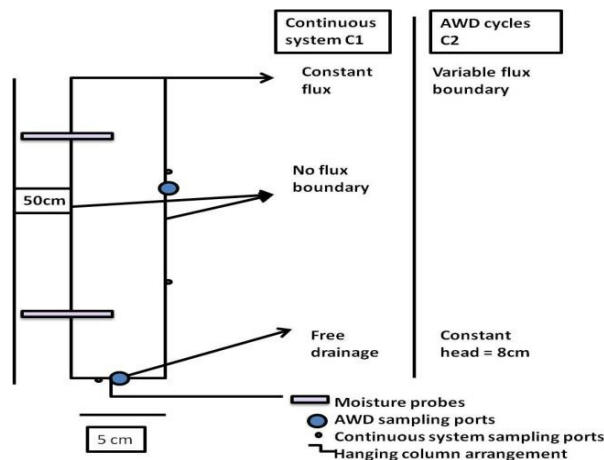 Continuous
system C1
AWD cycles
C2
Constant
flux
Variable flux
boundary
50cm
No flux
boundary
Free
drainage
Constant
head = 8cm
5 cm
Moisture probes
AWD sampling ports
Continuous system sampling ports
Hanging column arrangement